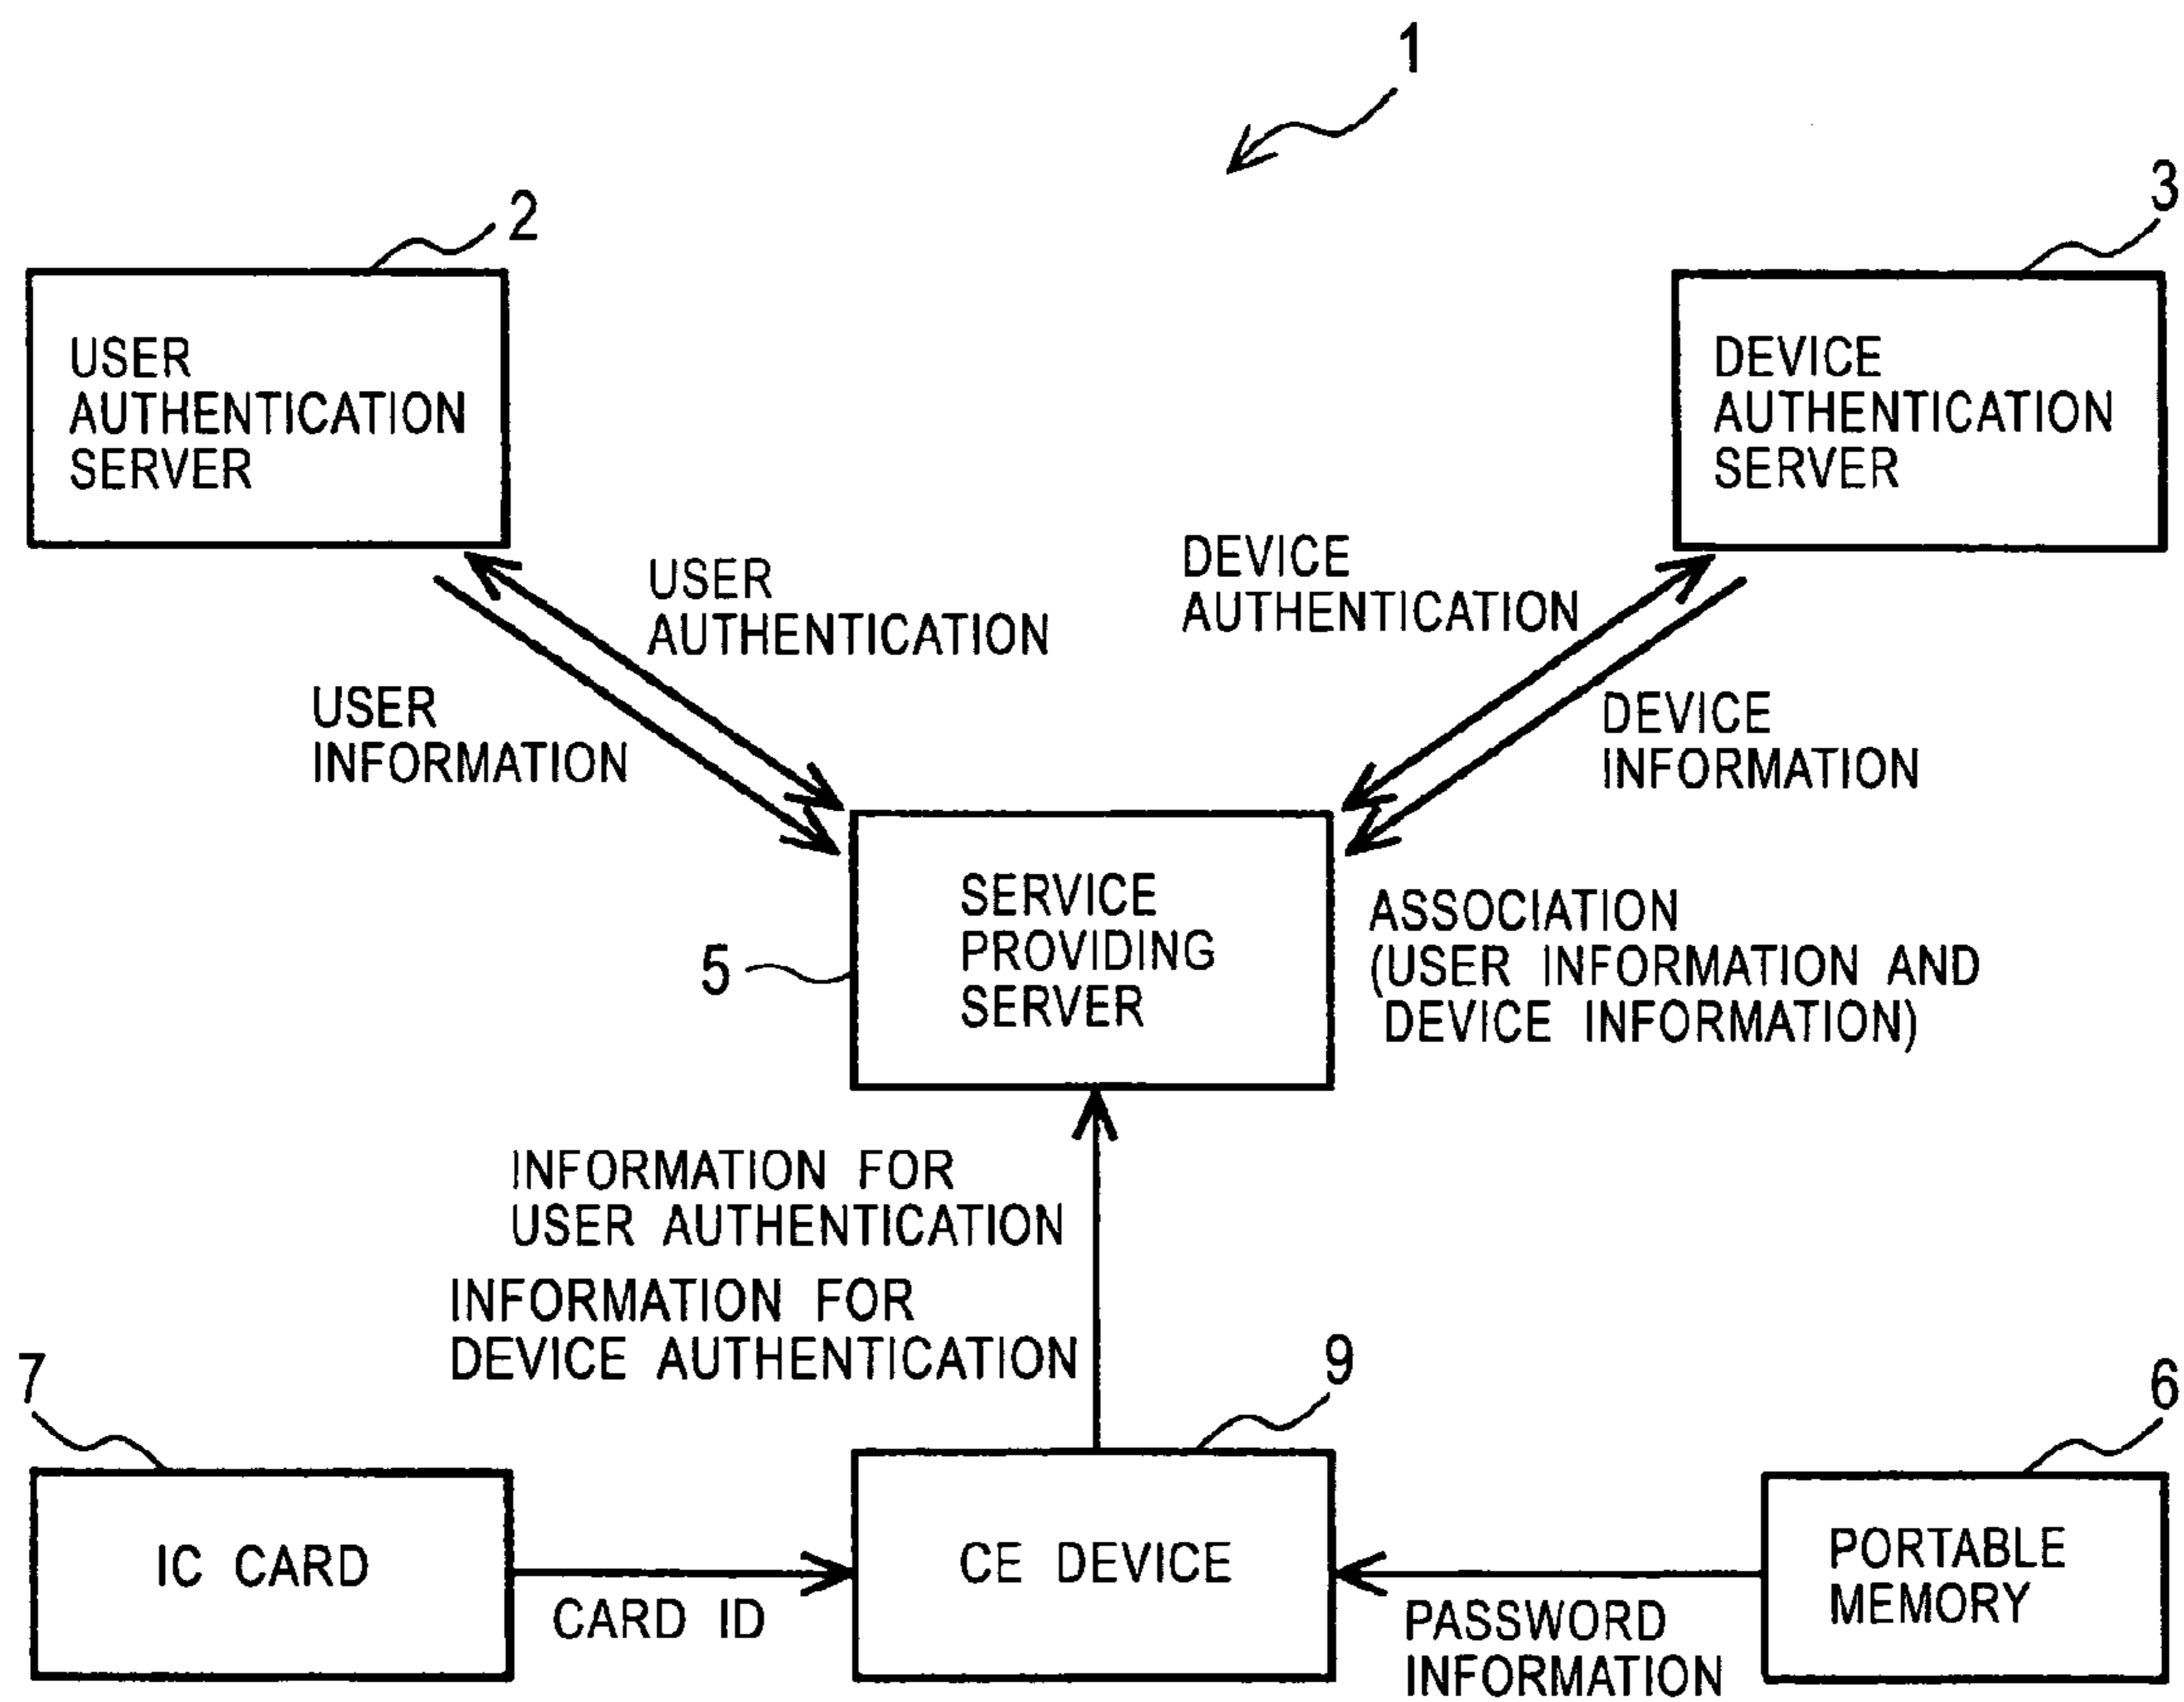 1
2
3
USER
AUTHENTICATION
SERVER
DEVICE
AUTHENTICATION
SERVER
USER
AUTHENTICATION
DEVICE
AUTHENTICATION
USER
INFORMATION
DEVICE
INFORMATION
5
SERVICE
PROVIDING
SERVER
ASSOCIATION
(USER INFORMATION AND
DEVICE INFORMATION)
INFORMATION FOR
USER AUTHENTICATION
INFORMATION FOR
DEVICE AUTHENTICATION
7
9
6
IC CARD
CARD ID
CE DEVICE
PASSWORD
INFORMATION
PORTABLE
MEMORY